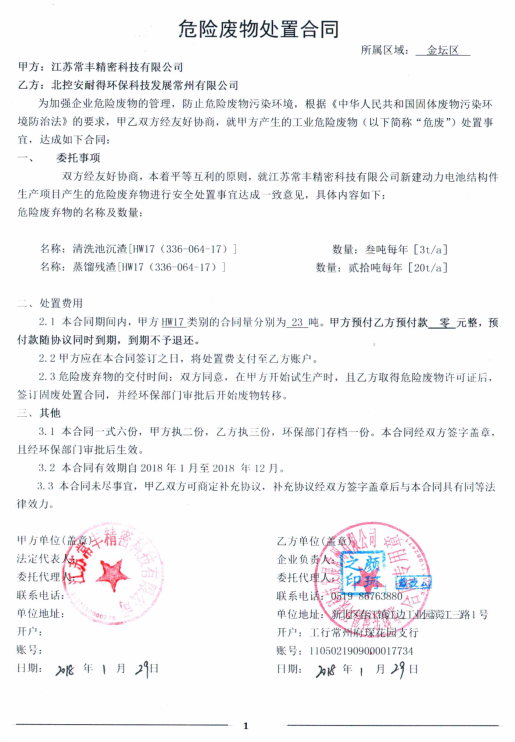 危险废物处置合同
所属区域： 金坛区
甲方：江苏常丰精密科技有限公司
乙方：北控安耐得环保科技发展常州有限公司
为加强企业危险废物的管理，防止危险废物污染环境，根据《中华人民共和国固体废物污染环
境防治法》的要求，甲乙双方经友好协商，就甲方产生的工业危险废物（以下简称“危废”）处置事
宜，达成如下合同：
一、 委托事项
双方经友好协商，本着平等互利的原则，就江苏常丰精密科技有限公司新建动力电池结构件
生产项目产生的危险废弃物进行安全处置事宜达成一致意见，具体内容如下：
危险废弃物的名称及数量：
名称：清洗池沉渣[HW17（336-064-17）] 数量：叁吨每年［3t/a］
名称：蒸馏残渣[HW17（336-064-17）] 数量：贰拾吨每年［20t/a］
二、处置费用
2.1 本合同期间内，甲方 HW17 类别的合同量分别为 23 吨。甲方预付乙方预付款 零 元整，预
付款随协议同时到期，到期不予退还。
2.2 甲方应在本合同签订之日，将处置费支付至乙方账户。
2.3 危险废弃物的交付时间：双方同意，在甲方开始试生产时，且乙方取得危险废物许可证后，
签订固废处置合同，并经环保部门审批后开始废物转移。
三、其他
3.1 本合同一式六份，甲方执二份，乙方执三份，环保部门存档一份。本合同经双方签字盖章，
且经环保部门审批后生效。
3.2 本合同有效期自 2018 年 1 月至 2018 年 12 月。
3.3 本合同未尽事宜，甲乙双方可商定补充协议，补充协议经双方签字盖章后与本合同具有同等法
律效力。
甲方单位(盖章) 乙方单位(盖章)
法定代表人 企业负责人：
委托代理人 委托代理人：
联系电话： 联系电话：0519 86763880
单位地址： 单位地址：
开户： 开户：工行常州府琛花园支行
账号： 账号：1105021909000017734
日期：2018 年 1 月 29日 日期：2018 年 1 月 29日
1